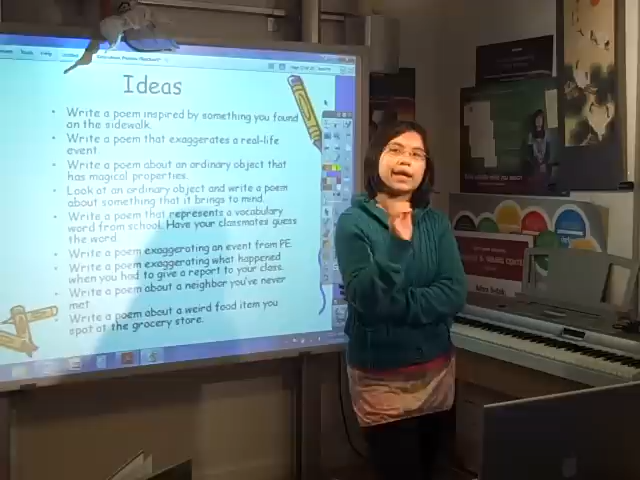 Tools Help
Ideas
• Write a poem inspired by something you found
on the sidewalk.
• Write a poem that exaggerates a real-life
event
• Write a poem about an ordinary object that
has magical properties.
• Look at an ordinary object and write a poem
about something that it brings to mind.
• Write a poem that represents a vocabulary
word from school. Have your classmates guess
the word
• Write a poem exaggerating an event from PE
• Write a poem exaggerating what happened
when you had to give a report to your class.
• Write a poem about a neighbor you've never
met
• Write a poem about a weird food item you
spot at the grocery store.